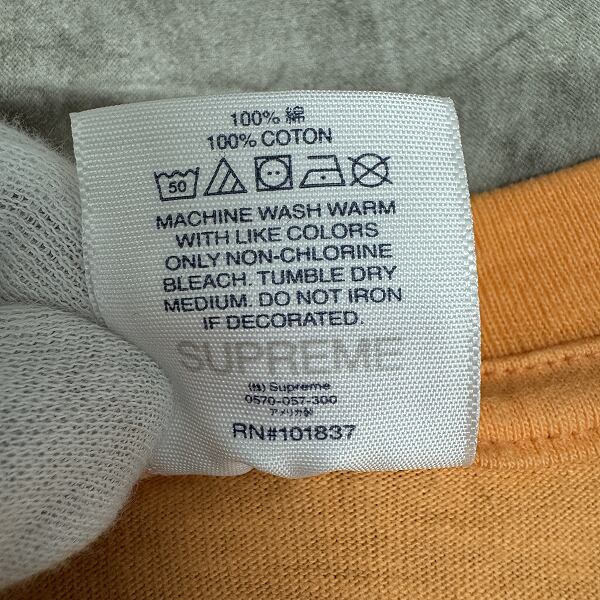 100% 綿
100% COTON
50
MACHINE WASH WARM
WITH LIKE COLORS
ONLY NON-CHLORINE
BLEACH. TUMBLE DRY
MEDIUM. DO NOT IRON
IF DECORATED.
SUPREME
(株) Supreme
0570-057-300
アメリカ製
RN#101837